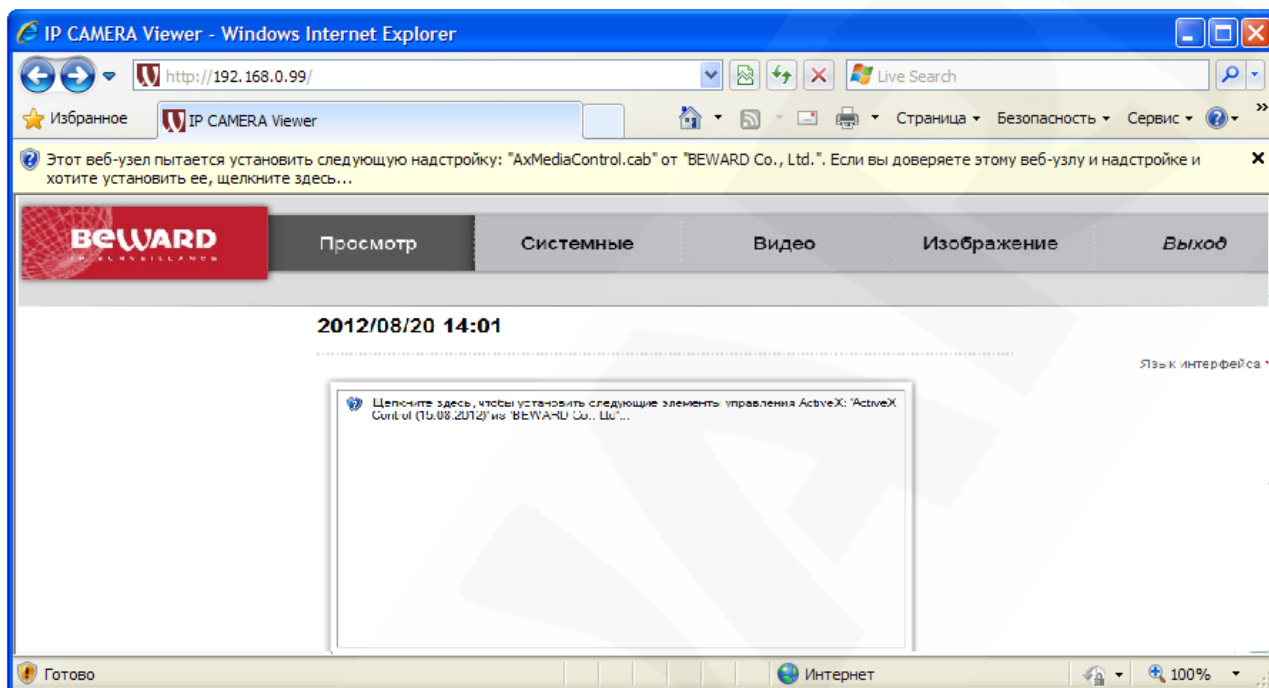 IP CAMERA Viewer - Windows Internet Explorer
http://192.168.0.99/
Live Search
Избранное
IP CAMERA Viewer
Страница
Безопасность
Сервис
Этот веб-узел пытается установить следующую надстройку: "AxMediaControl.cab" от "BEWARD Co., Ltd.". Если вы доверяете этому веб-узлу и надстройке и
хотите установить ее, щелкните здесь...
BEWARD
IP SURVEILLANCE
Просмотр
Системные
Видео
Изображение
Выход
2012/08/20 14:01
Язык интерфейса
Щелкните здесь, чтобы установить следующие элементы управления ActiveX: 'ActiveX
Control (15.08.2012)' из 'BEWARD Co., Ltd'...
Готово
Интернет
100%